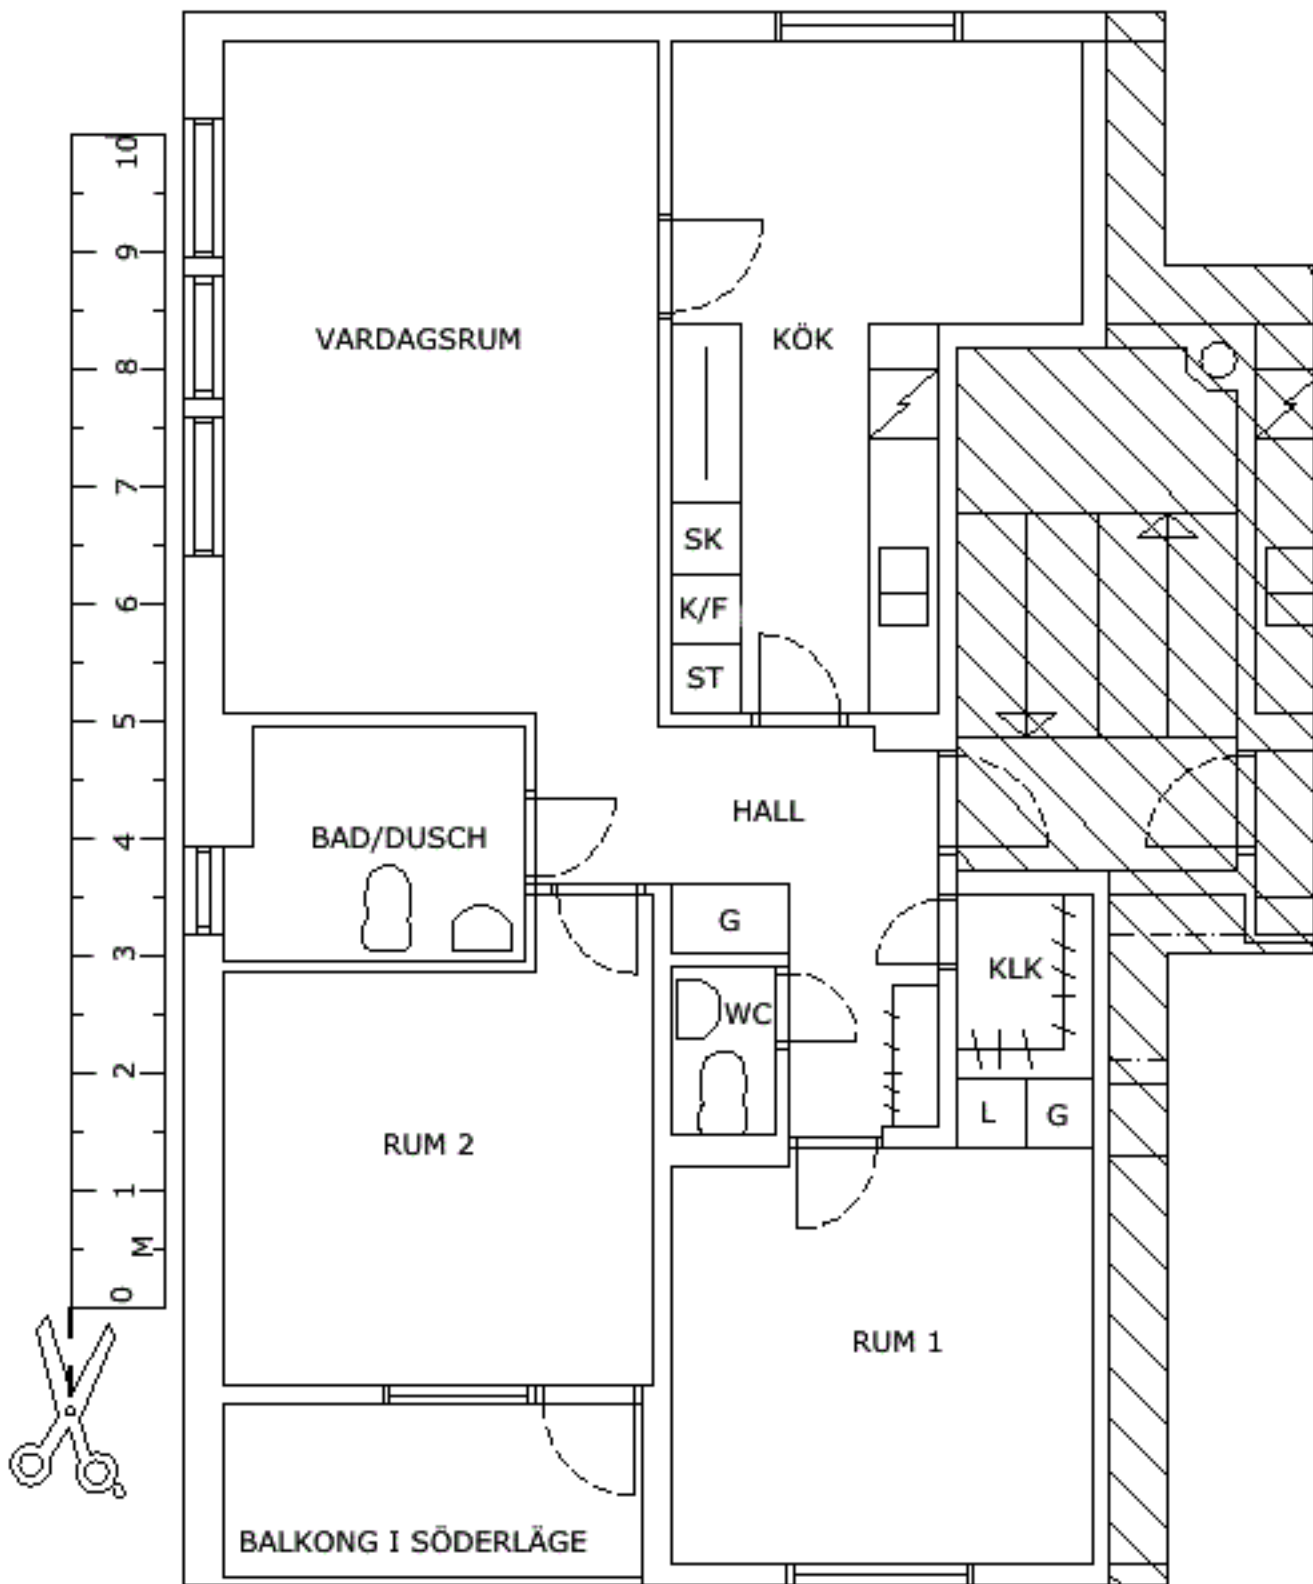 10
9
8
7
6
5
4
3
2
1
M
0
VARDAGSRUM
KÖK
SK
K/F
ST
HALL
BAD/DUSCH
G
WC
KLK
L
G
RUM 2
RUM 1
BALKONG I SÖDERLÄGE